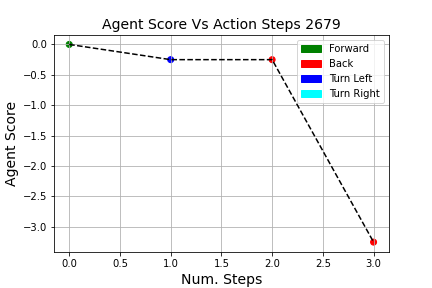 Agent Score Vs Action Steps 2679
Forward
Back
Turn Left
Turn Right
Agent Score
0.0
−0.5
−1.0
−1.5
−2.0
−2.5
−3.0
0.0 0.5 1.0 1.5 2.0 2.5 3.0
Num. Steps